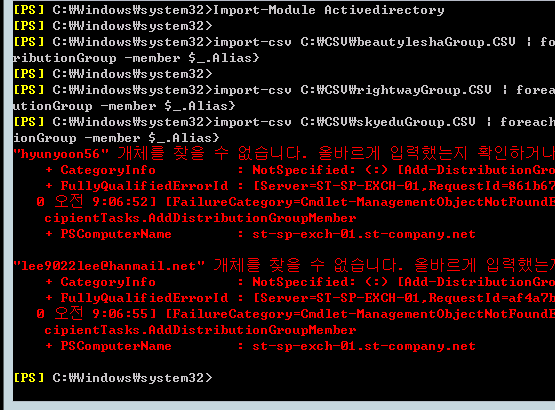 [PS] C:₩Windows₩system32>Import-Module Activedirectory
[PS] C:₩Windows₩system32>
[PS] C:₩Windows₩system32>import-csv C:₩CSV₩beautyleshaGroup.CSV | fo
ributionGroup -member $_.Alias}
[PS] C:₩Windows₩system32>
[PS] C:₩Windows₩system32>import-csv C:₩CSV₩rightwayGroup.CSV | forea
utionGroup -member $_.Alias}
[PS] C:₩Windows₩system32>import-csv C:₩CSV₩skyeduGroup.CSV | foreach
ionGroup -member $_.Alias}
"hyunyoon56" 개체를 찾을 수 없습니다. 올바르게 입력했는지 확인하거나
+ CategoryInfo : NotSpecified: (:) [Add-DistributionGro
+ FullyQualifiedErrorId : [Server=ST-SP-EXCH-01,RequestId=861b67
0 오전 9:06:52] [FailureCategory=Cmdlet-ManagementObjectNotFoundE
cipientTasks.AddDistributionGroupMember
+ PSComputerName : st-sp-exch-01.st-company.net
"lee9022lee@hanmail.net" 개체를 찾을 수 없습니다. 올바르게 입력했는지
+ CategoryInfo : NotSpecified: (:) [Add-DistributionGro
+ FullyQualifiedErrorId : [Server=ST-SP-EXCH-01,RequestId=af4a7b
0 오전 9:06:55] [FailureCategory=Cmdlet-ManagementObjectNotFoundE
cipientTasks.AddDistributionGroupMember
+ PSComputerName : st-sp-exch-01.st-company.net
[PS] C:₩Windows₩system32>